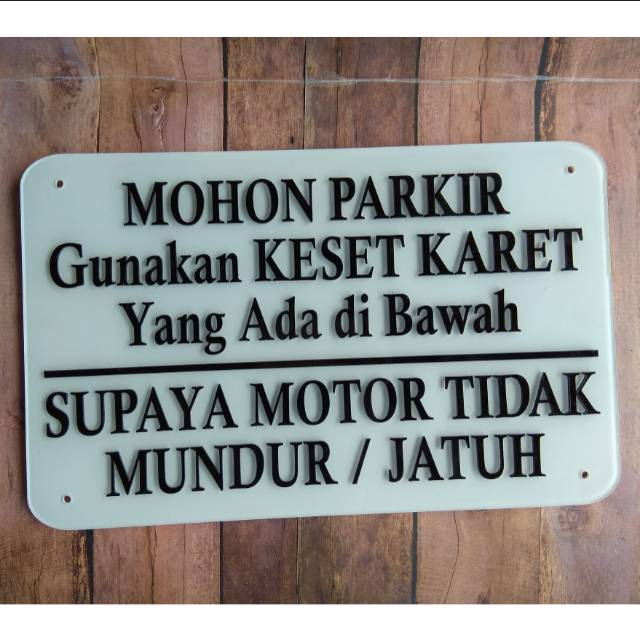 MOHON PARKIR
Gunakan KESET KARET
Yang Ada di Bawah
SUPAYA MOTOR TIDAK
MUNDUR / JATUH